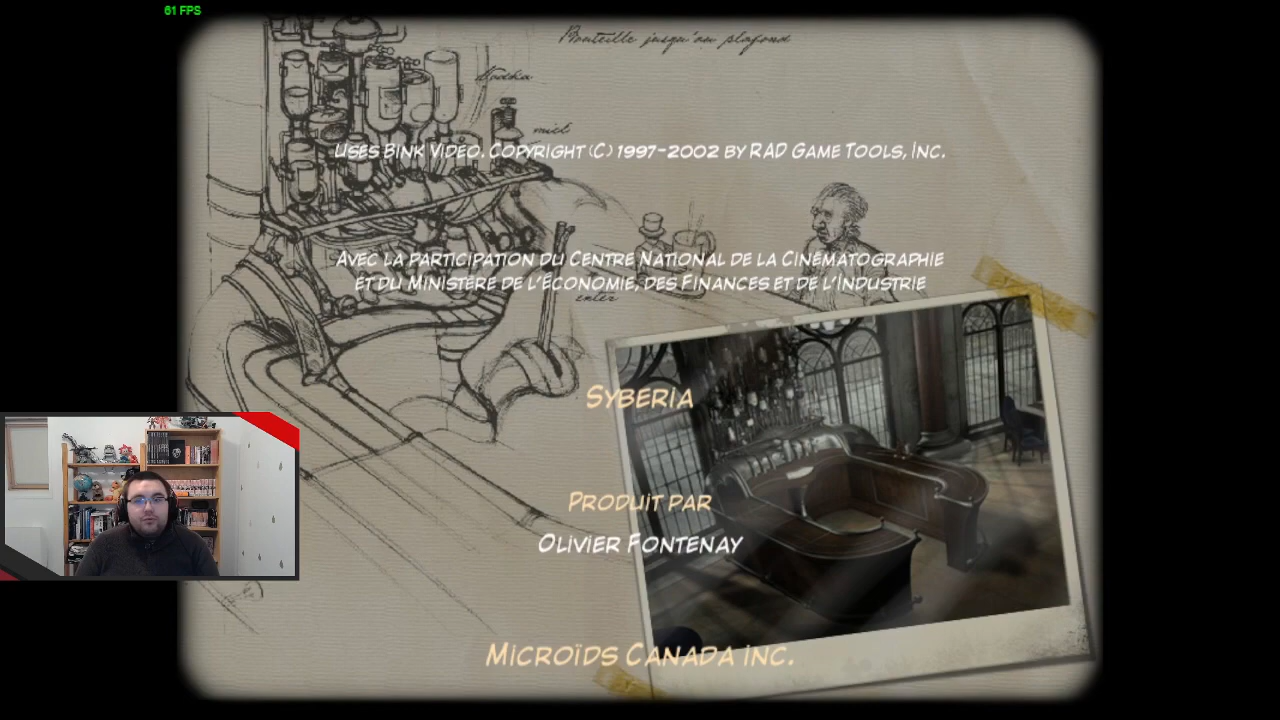 61 FPS
Bouteille jusqu'au plafond
Vodka
miel
Uses Bink Video. Copyright (C) 1997-2002 by RAD Game Tools, Inc.
Avec la participation du Centre National de la Cinématographie
et du Ministère de l'Économie, des Finances et de l'Industrie
Syberia
Produit par
Olivier Fontenay
Microïds Canada inc.